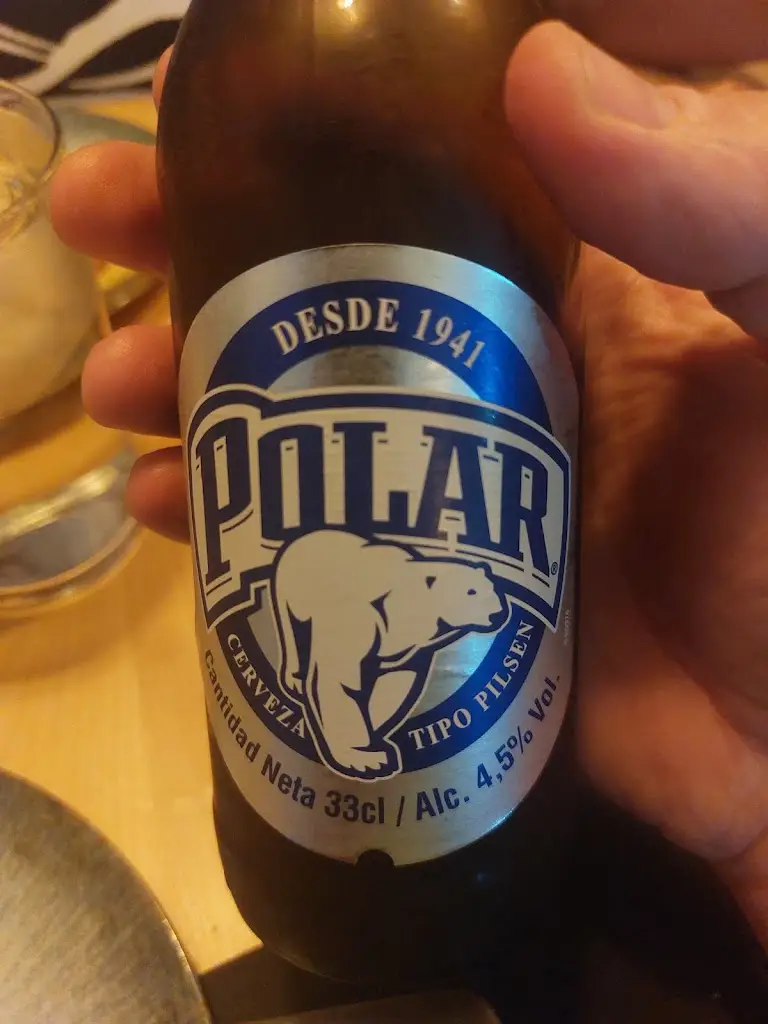 DESDE 1941
POLAR®
CERVEZA TIPO PILSEN
Cantidad Neta 33cl / Alc. 4,5% Vol.